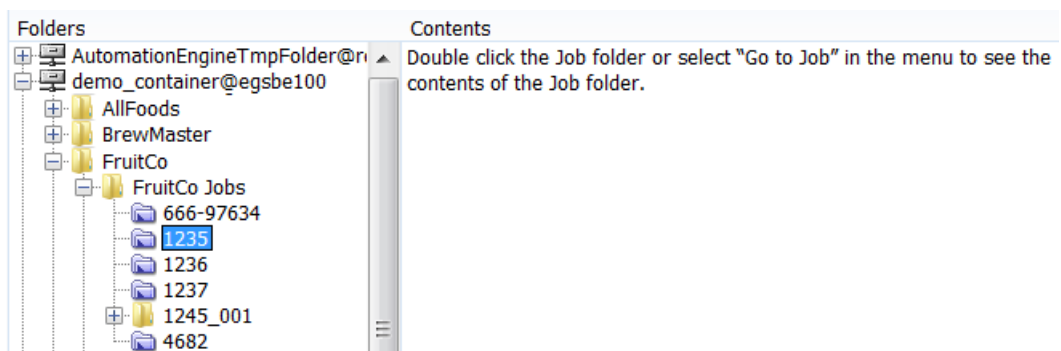 Folders
Contents
AutomationEngineTmpFolder@r
demo_container@egsbe100
AllFoods
BrewMaster
FruitCo
FruitCo Jobs
666-97634
1235
1236
1237
1245_001
4682
Double click the Job folder or select “Go to Job” in the menu to see the
contents of the Job folder.